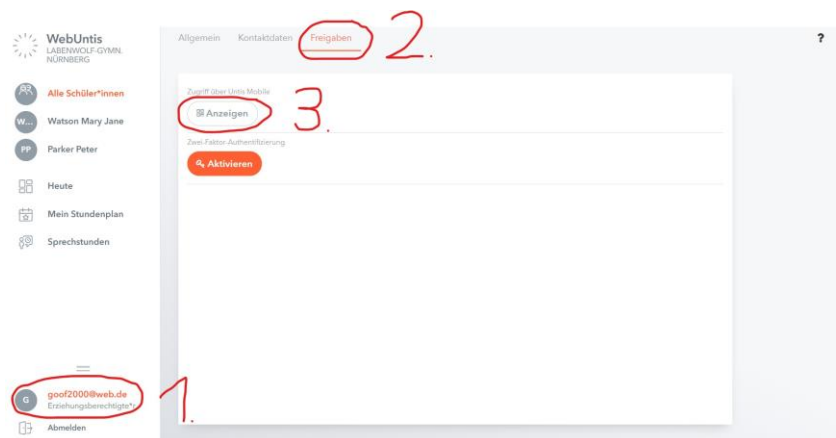 WebUntis
LABENWOLF-GYMN.
NÜRNBERG
Alle Schüler*innen
W...
Watson Mary Jane
PP
Parker Peter
Heute
Mein Stundenplan
Sprechstunden
G
goof2000@web.de
Erziehungsberechtigte*r
Abmelden
1.
Allgemein Kontaktdaten Freigaben
2.
?
Zugriff über Untis Mobile
Anzeigen
3.
Zwei-Faktor-Authentifizierung
Aktivieren